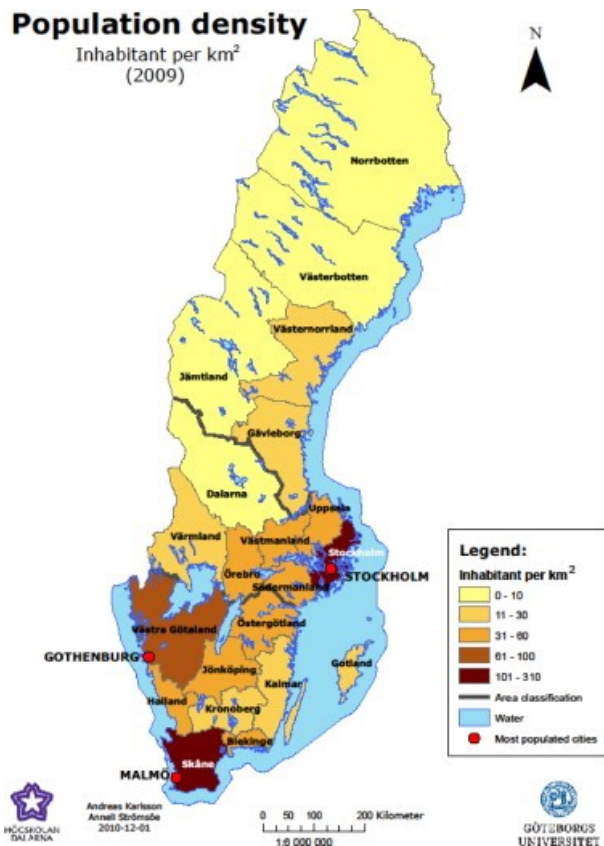 Population density
Inhabitant per km²
(2009)
N
Norrbotten
Västerbotten
Västernorrland
Jämtland
Gävleborg
Dalarna
Uppsala
Värmland
Västmanland
Stockholm
Örebro
STOCKHOLM
Södermanland
Östergötland
Västra Götaland
GOTHENBURG
Gotland
Jönköping
Kalmar
Halland
Kronoberg
Blekinge
Skåne
MALMÖ
Legend:
Inhabitant per km²
0 - 10
11 - 30
31 - 60
61 - 100
101 - 310
Area classification
Water
Most populated cities
HÖGSKOLAN
DALARNA
Andreas Karlsson
Anneli Strömsöe
2010-12-01
0 50 100 200 Kilometer
1:6 000 000
GÖTEBORGS
UNIVERSITET